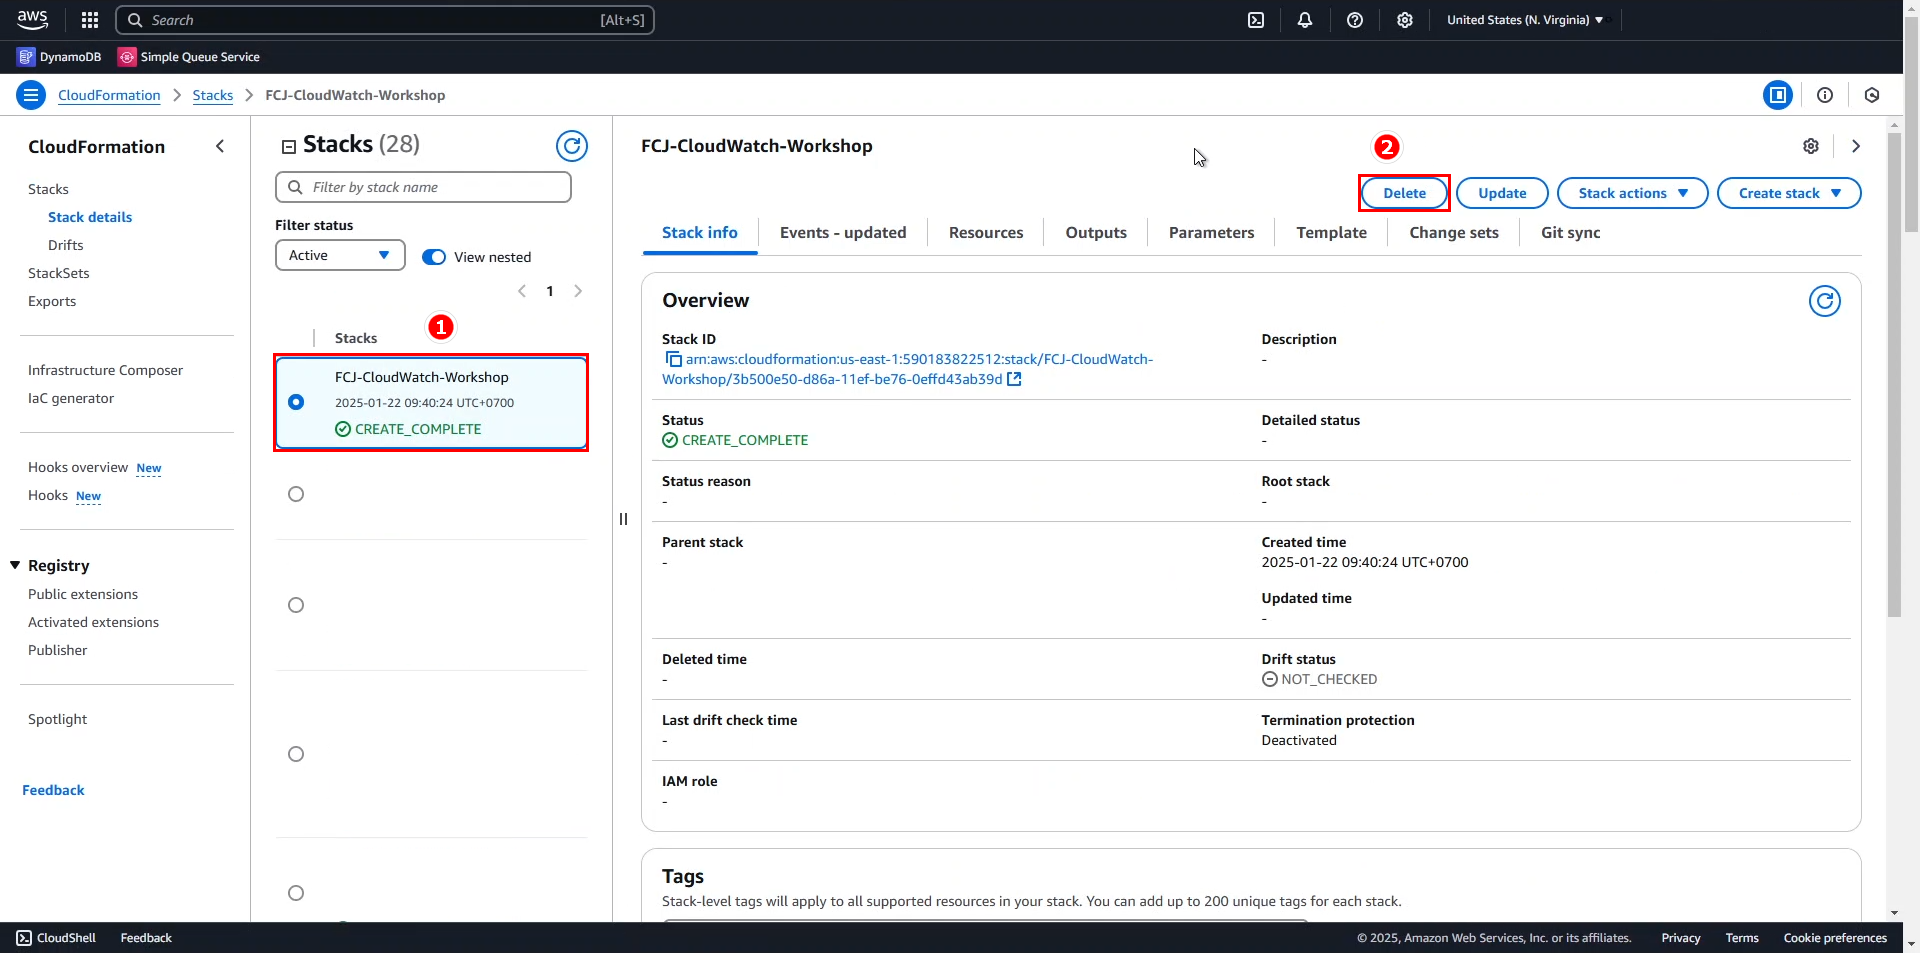 aws
Search
[Alt+S]
United States (N. Virginia)
DynamoDB
Simple Queue Service
CloudFormation
Stacks
FCJ-CloudWatch-Workshop
CloudFormation
Stacks
Stack details
Drifts
StackSets
Exports
Infrastructure Composer
IaC generator
Hooks overview New
Hooks New
Registry
Public extensions
Activated extensions
Publisher
Spotlight
Feedback
Stacks (28)
Filter by stack name
Filter status
Active
View nested
1
Stacks
1
FCJ-CloudWatch-Workshop
2025-01-22 09:40:24 UTC+0700
CREATE_COMPLETE
FCJ-CloudWatch-Workshop
2
Delete
Update
Stack actions
Create stack
Stack info
Events - updated
Resources
Outputs
Parameters
Template
Change sets
Git sync
Overview
Stack ID
arn:aws:cloudformation:us-east-1:590183822512:stack/FCJ-CloudWatch-
Workshop/3b500e50-d86a-11ef-be76-0effd43ab39d
Description
-
Status
CREATE_COMPLETE
Detailed status
-
Status reason
-
Root stack
-
Parent stack
-
Created time
2025-01-22 09:40:24 UTC+0700
Updated time
-
Deleted time
-
Drift status
NOT_CHECKED
Last drift check time
-
Termination protection
Deactivated
IAM role
-
Tags
Stack-level tags will apply to all supported resources in your stack. You can add up to 200 unique tags for each stack.
CloudShell
Feedback
© 2025, Amazon Web Services, Inc. or its affiliates.
Privacy
Terms
Cookie preferences